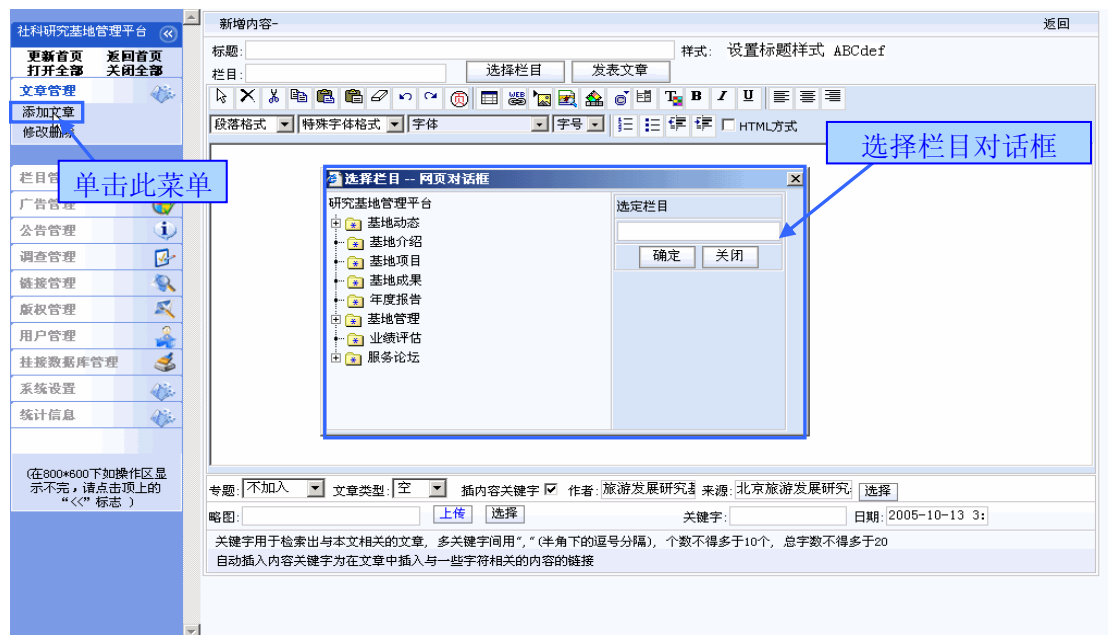 社科研究基地管理平台
更新首页 返回首页
打开全部 关闭全部
文章管理
添加文章
修改删除
单击此菜单
广告管理
公告管理
调查管理
链接管理
版权管理
用户管理
挂接数据库管理
系统设置
统计信息
(在800*600下如操作区显
示不完,请点击顶上的
“<<” 标志 )
新增内容- 返回
标题: 样式: 设置标题样式 ABCdef
栏目: 选择栏目 发表文章
段落格式 特殊字体格式 字体 字号 HTML方式
选择栏目对话框
选择栏目 -- 网页对话框
研究基地管理平台
基地动态
基地介绍
基地项目
基地成果
年度报告
基地管理
业绩评估
服务论坛
选定栏目
确定 关闭
专题: 不加入 文章类型: 空 插内容关键字 作者: 旅游发展研究基 来源: 北京旅游发展研究 选择
略图: 上传 选择 关键字: 日期: 2005-10-13 3:
关键字用于检索出与本文相关的文章, 多关键字间用“,“(半角下的逗号分隔), 个数不得多于10个, 总字数不得多于20
自动插入内容关键字为在文章中插入与一些字符相关的内容的链接